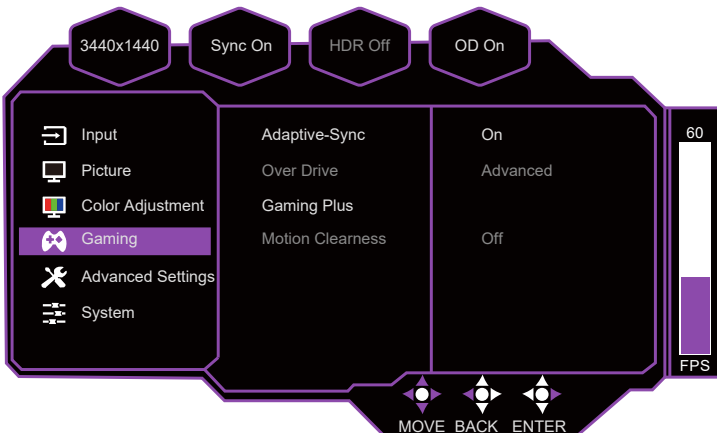 3440x1440 Sync On HDR Off OD On
Input Adaptive-Sync On
Picture Over Drive Advanced
Color Adjustment Gaming Plus
Gaming Motion Clearness Off
Advanced Settings
System
60
FPS
MOVE BACK ENTER